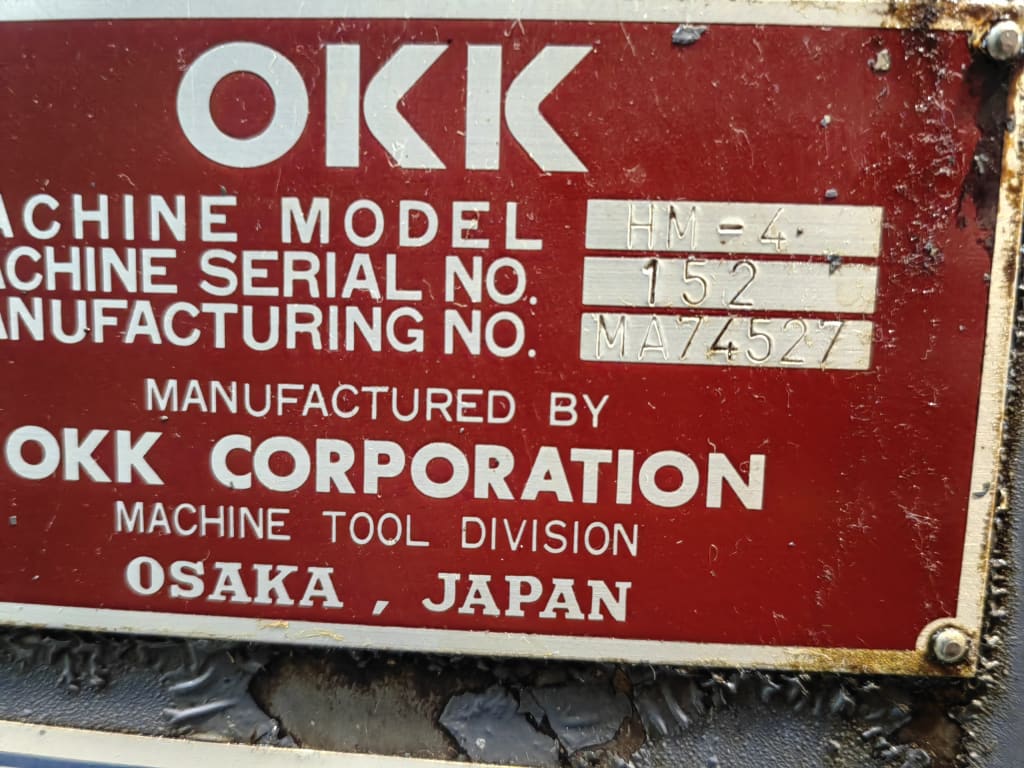 OKK
ACHINE MODEL HM-4
MACHINE SERIAL NO. 152
ANUFACTURING NO. MA74527
MANUFACTURED BY
OKK CORPORATION
MACHINE TOOL DIVISION
OSAKA , JAPAN